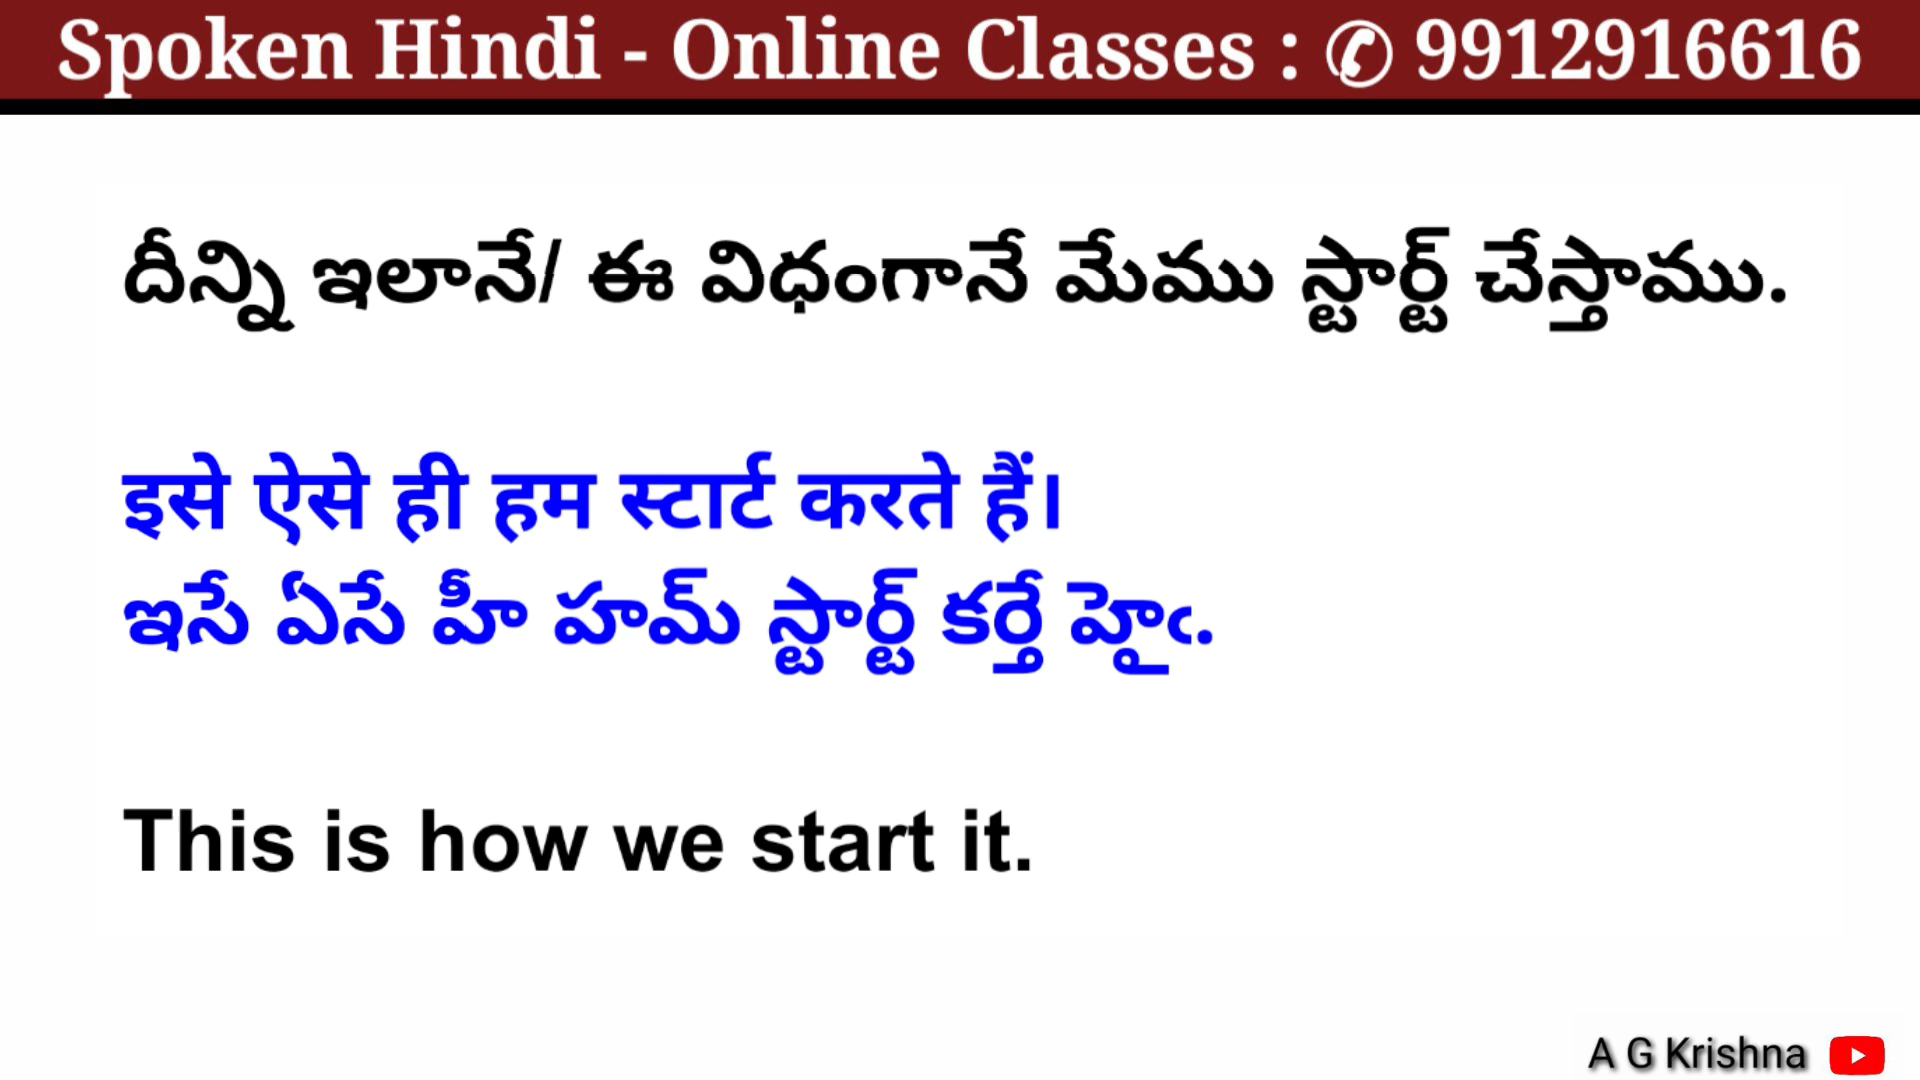 Spoken Hindi - Online Classes : ✆ 9912916616
దీన్ని ఇలానే/ ఈ విధంగానే మేము స్టార్ట్ చేస్తాము.
इसे ऐसे ही हम स्टार्ट करते हैं।
ఇసే ఏసే హీ హమ్ స్టార్ట్ కర్తే హైఁ.
This is how we start it.
A G Krishna